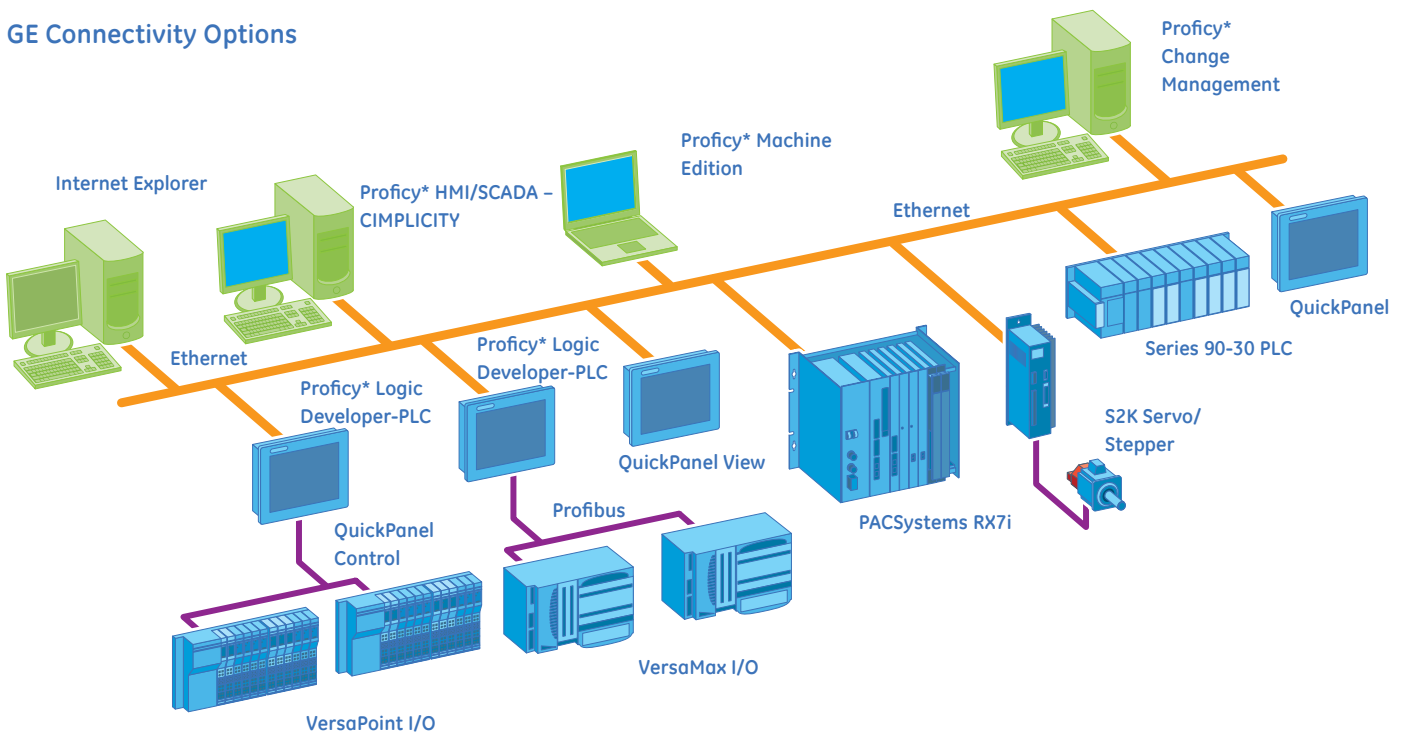 GE Connectivity Options
Proficy*
Change
Management
Proficy* Machine
Edition
Internet Explorer
Proficy* HMI/SCADA –
CIMPLICITY
Ethernet
QuickPanel
Series 90-30 PLC
Ethernet
Proficy* Logic
Developer-PLC
Proficy* Logic
Developer-PLC
S2K Servo/
Stepper
QuickPanel View
PACSystems RX7i
Profibus
QuickPanel
Control
VersaMax I/O
VersaPoint I/O